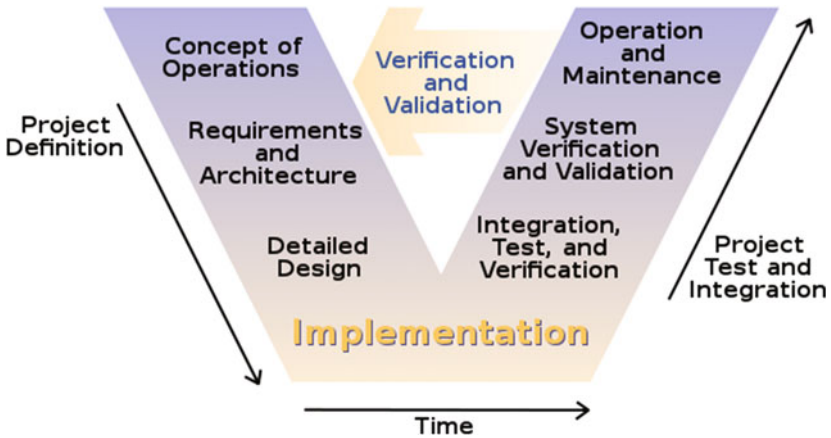 Concept of
Operations
Verification
and
Validation
Operation
and
Maintenance
Project
Definition
Requirements
and
Architecture
System
Verification
and Validation
Detailed
Design
Integration,
Test, and
Verification
Project
Test and
Integration
Implementation
Time